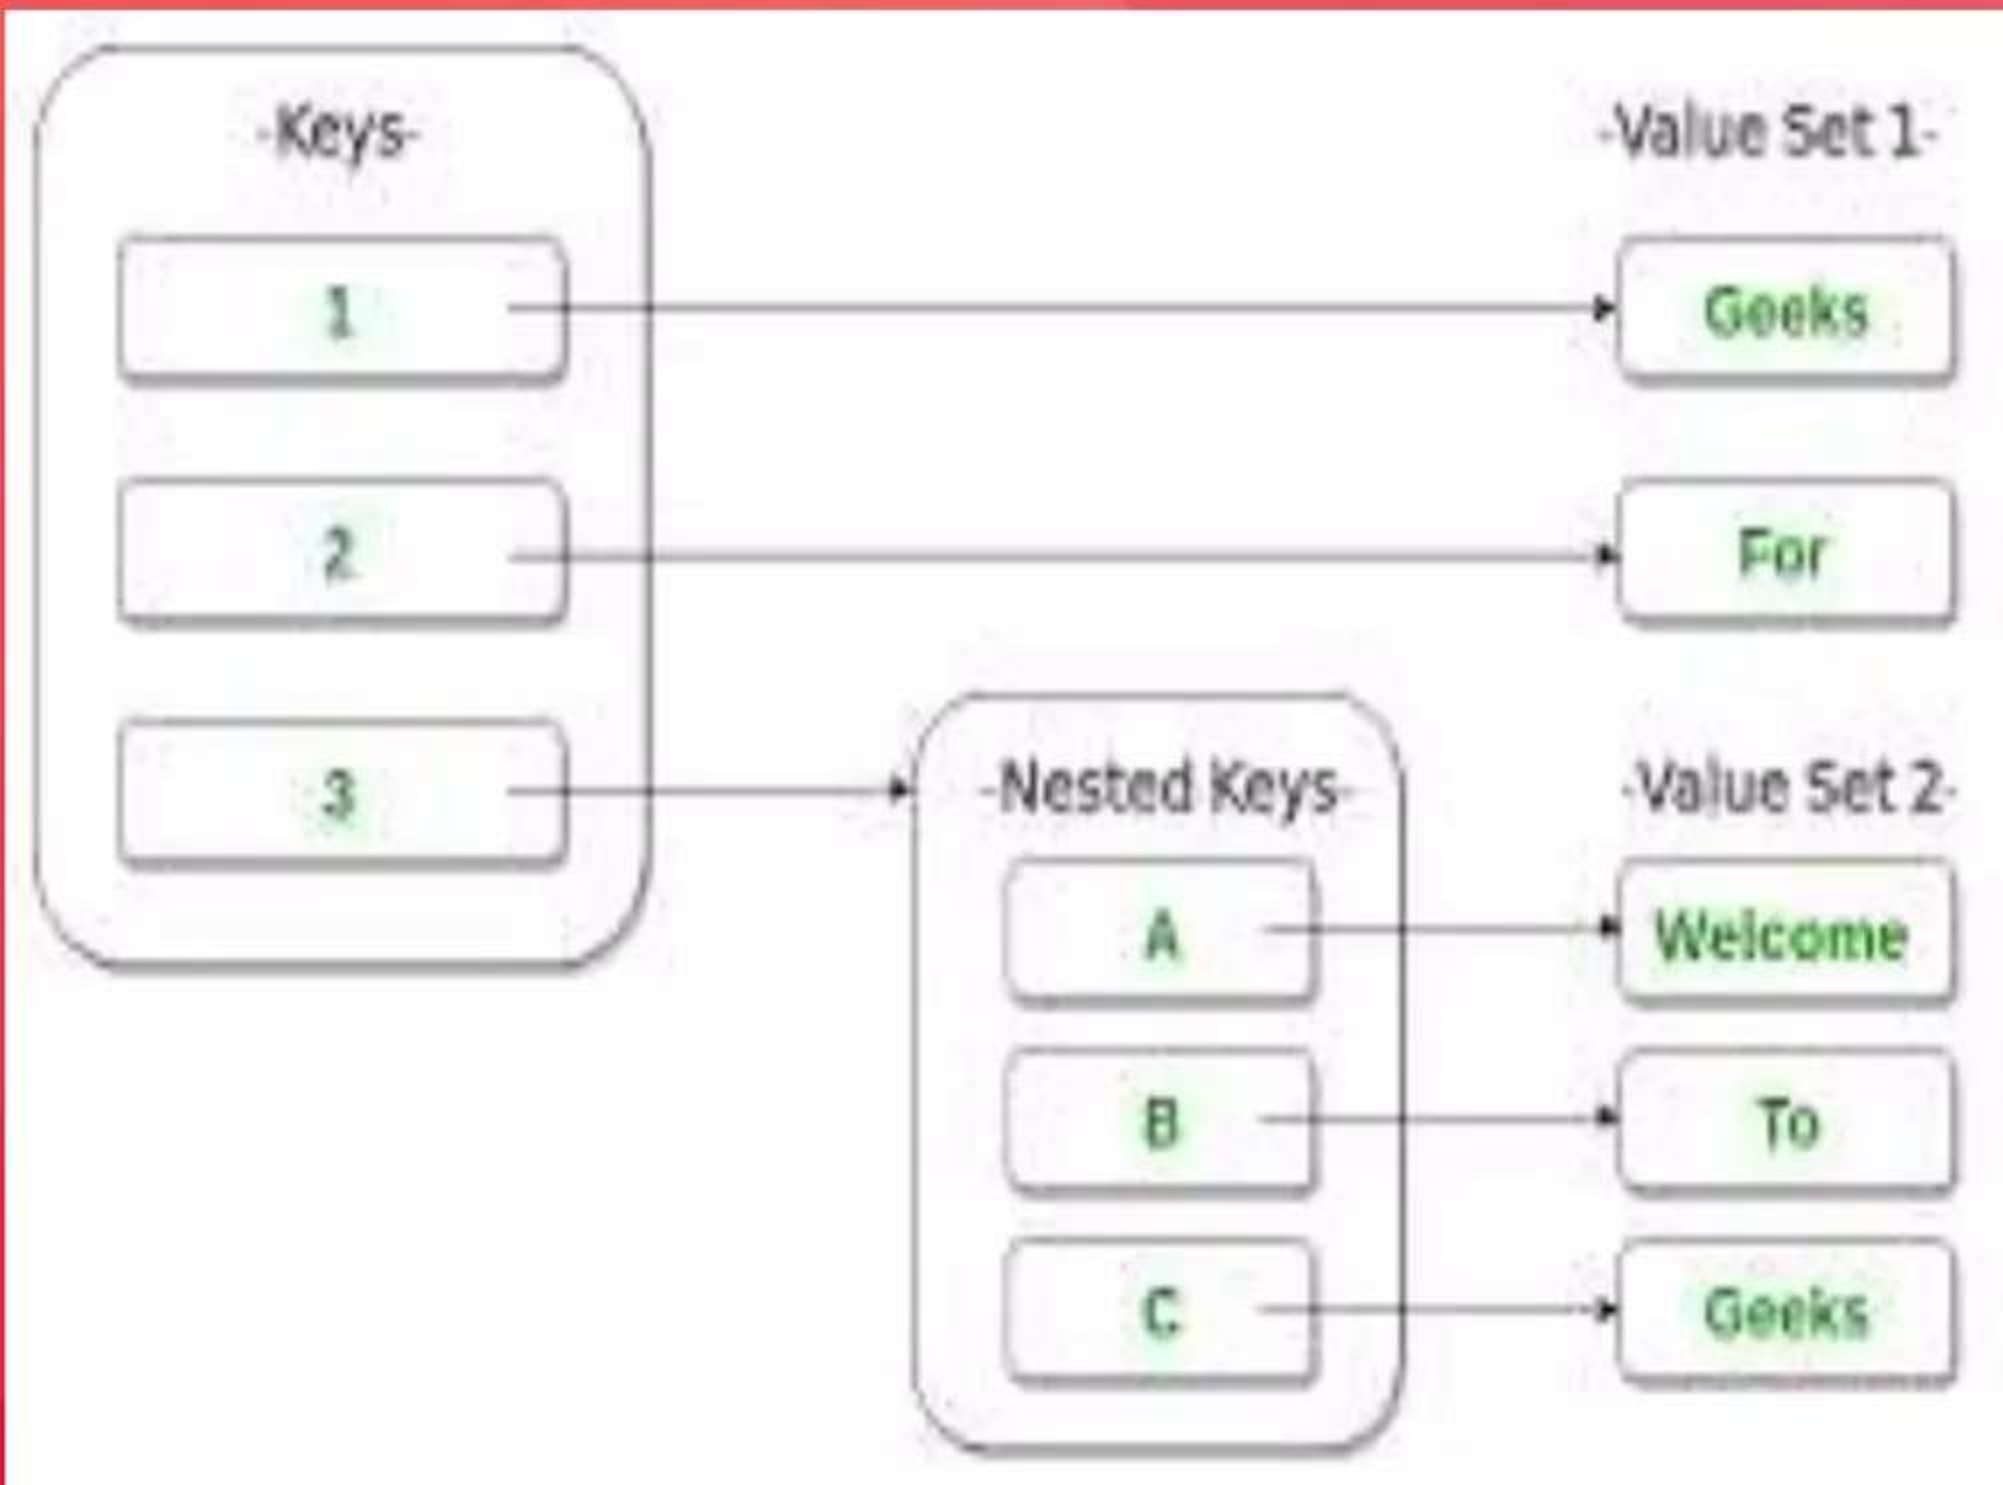 -Keys-
-Value Set 1-
1
Geeks
2
For
3
-Nested Keys-
-Value Set 2-
A
Welcome
B
To
C
Geeks